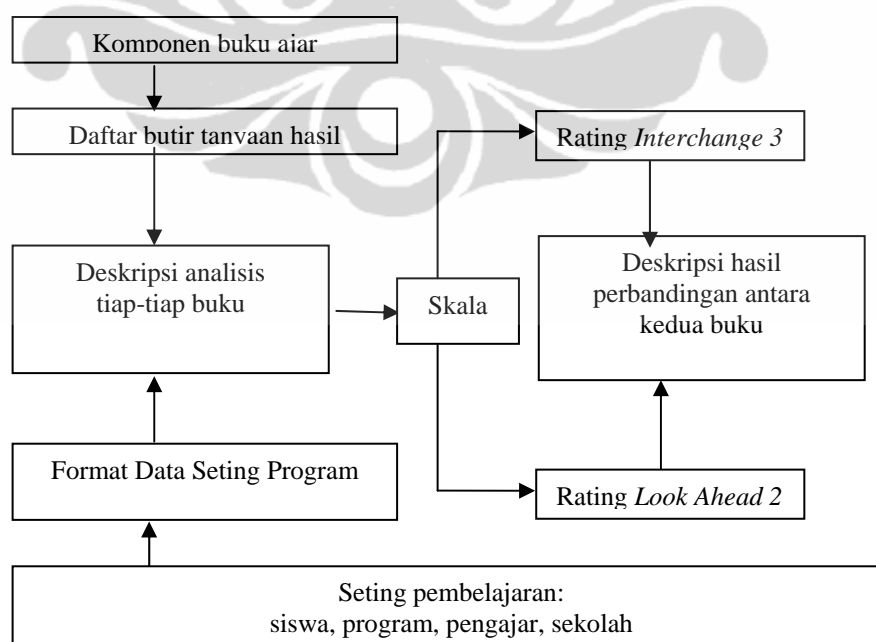 Komponen buku ajar
Daftar butir tanyaan hasil
Rating Interchange 3
Deskripsi analisis
tiap-tiap buku
Skala
Deskripsi hasil
perbandingan antara
kedua buku
Format Data Seting Program
Rating Look Ahead 2
Seting pembelajaran:
siswa, program, pengajar, sekolah